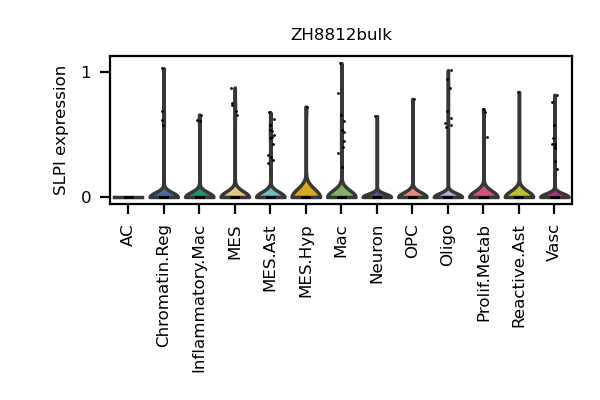 ZH8812bulk
SLPI expression
1
0
AC
Chromatin.Reg
Inflammatory.Mac
MES
MES.Ast
MES.Hyp
Mac
Neuron
OPC
Oligo
Prolif.Metab
Reactive.Ast
Vasc